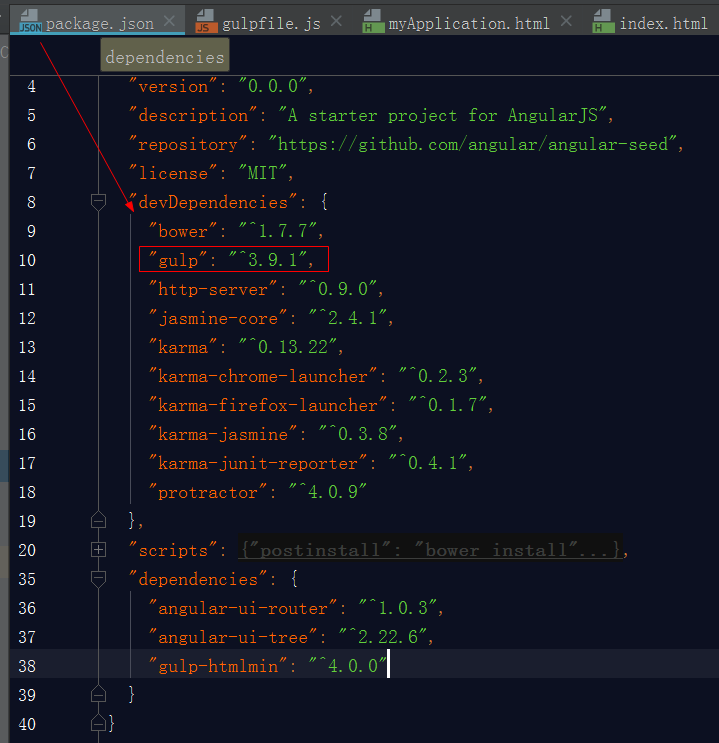 package.json gulpfile.js myApplication.html index.html
dependencies
4 "version": "0.0.0",
5 "description": "A starter project for AngularJS",
6 "repository": "https://github.com/angular/angular-seed",
7 "license": "MIT",
8 "devDependencies": {
9 "bower": "^1.7.7",
10 "gulp": "^3.9.1",
11 "http-server": "^0.9.0",
12 "jasmine-core": "^2.4.1",
13 "karma": "^0.13.22",
14 "karma-chrome-launcher": "^0.2.3",
15 "karma-firefox-launcher": "^0.1.7",
16 "karma-jasmine": "^0.3.8",
17 "karma-junit-reporter": "^0.4.1",
18 "protractor": "^4.0.9"
19 },
20 "scripts": {"postinstall": "bower install"...},
35 "dependencies": {
36 "angular-ui-router": "^1.0.3",
37 "angular-ui-tree": "^2.22.6",
38 "gulp-htmlmin": "^4.0.0"
39 }
40 }